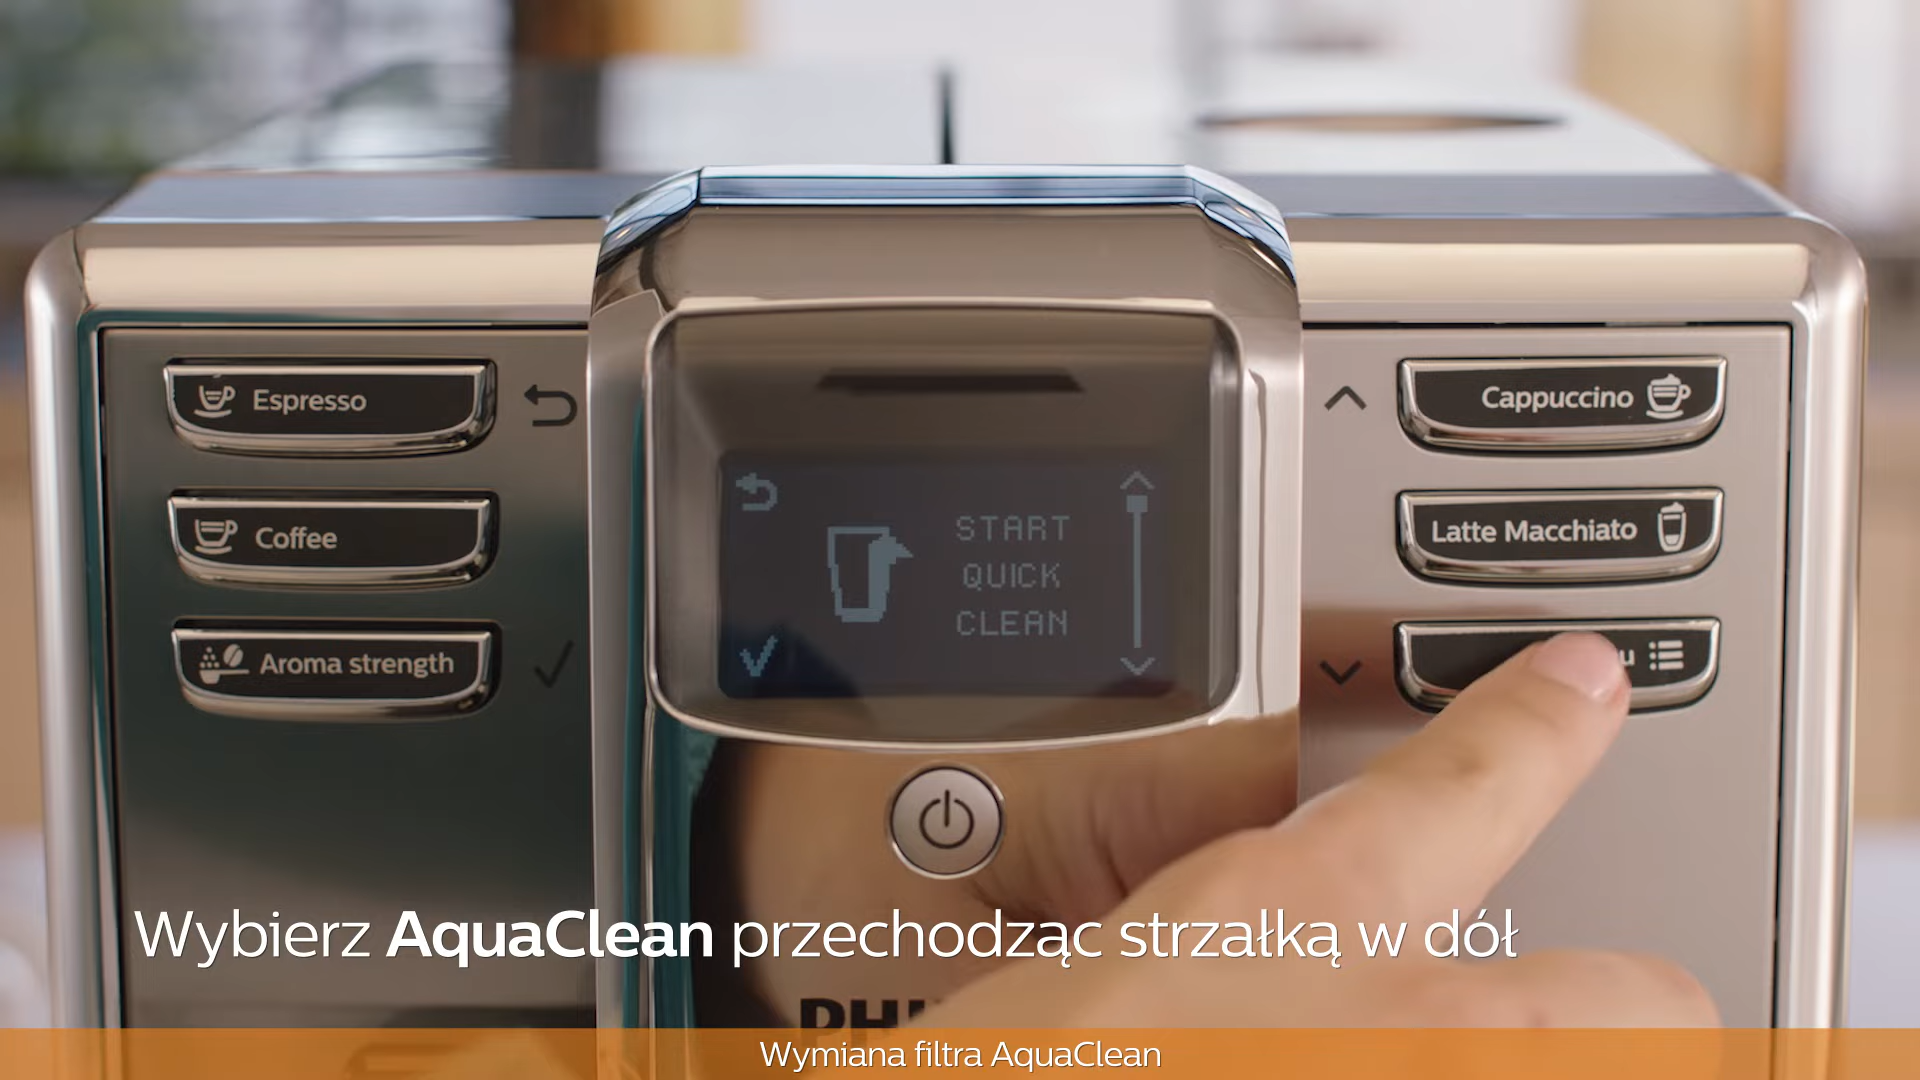 Espresso
Coffee
Aroma strength
START
QUICK
CLEAN
Cappuccino
Latte Macchiato
Wybierz AquaClean przechodząc strzałką w dół
Wymiana filtra AquaClean